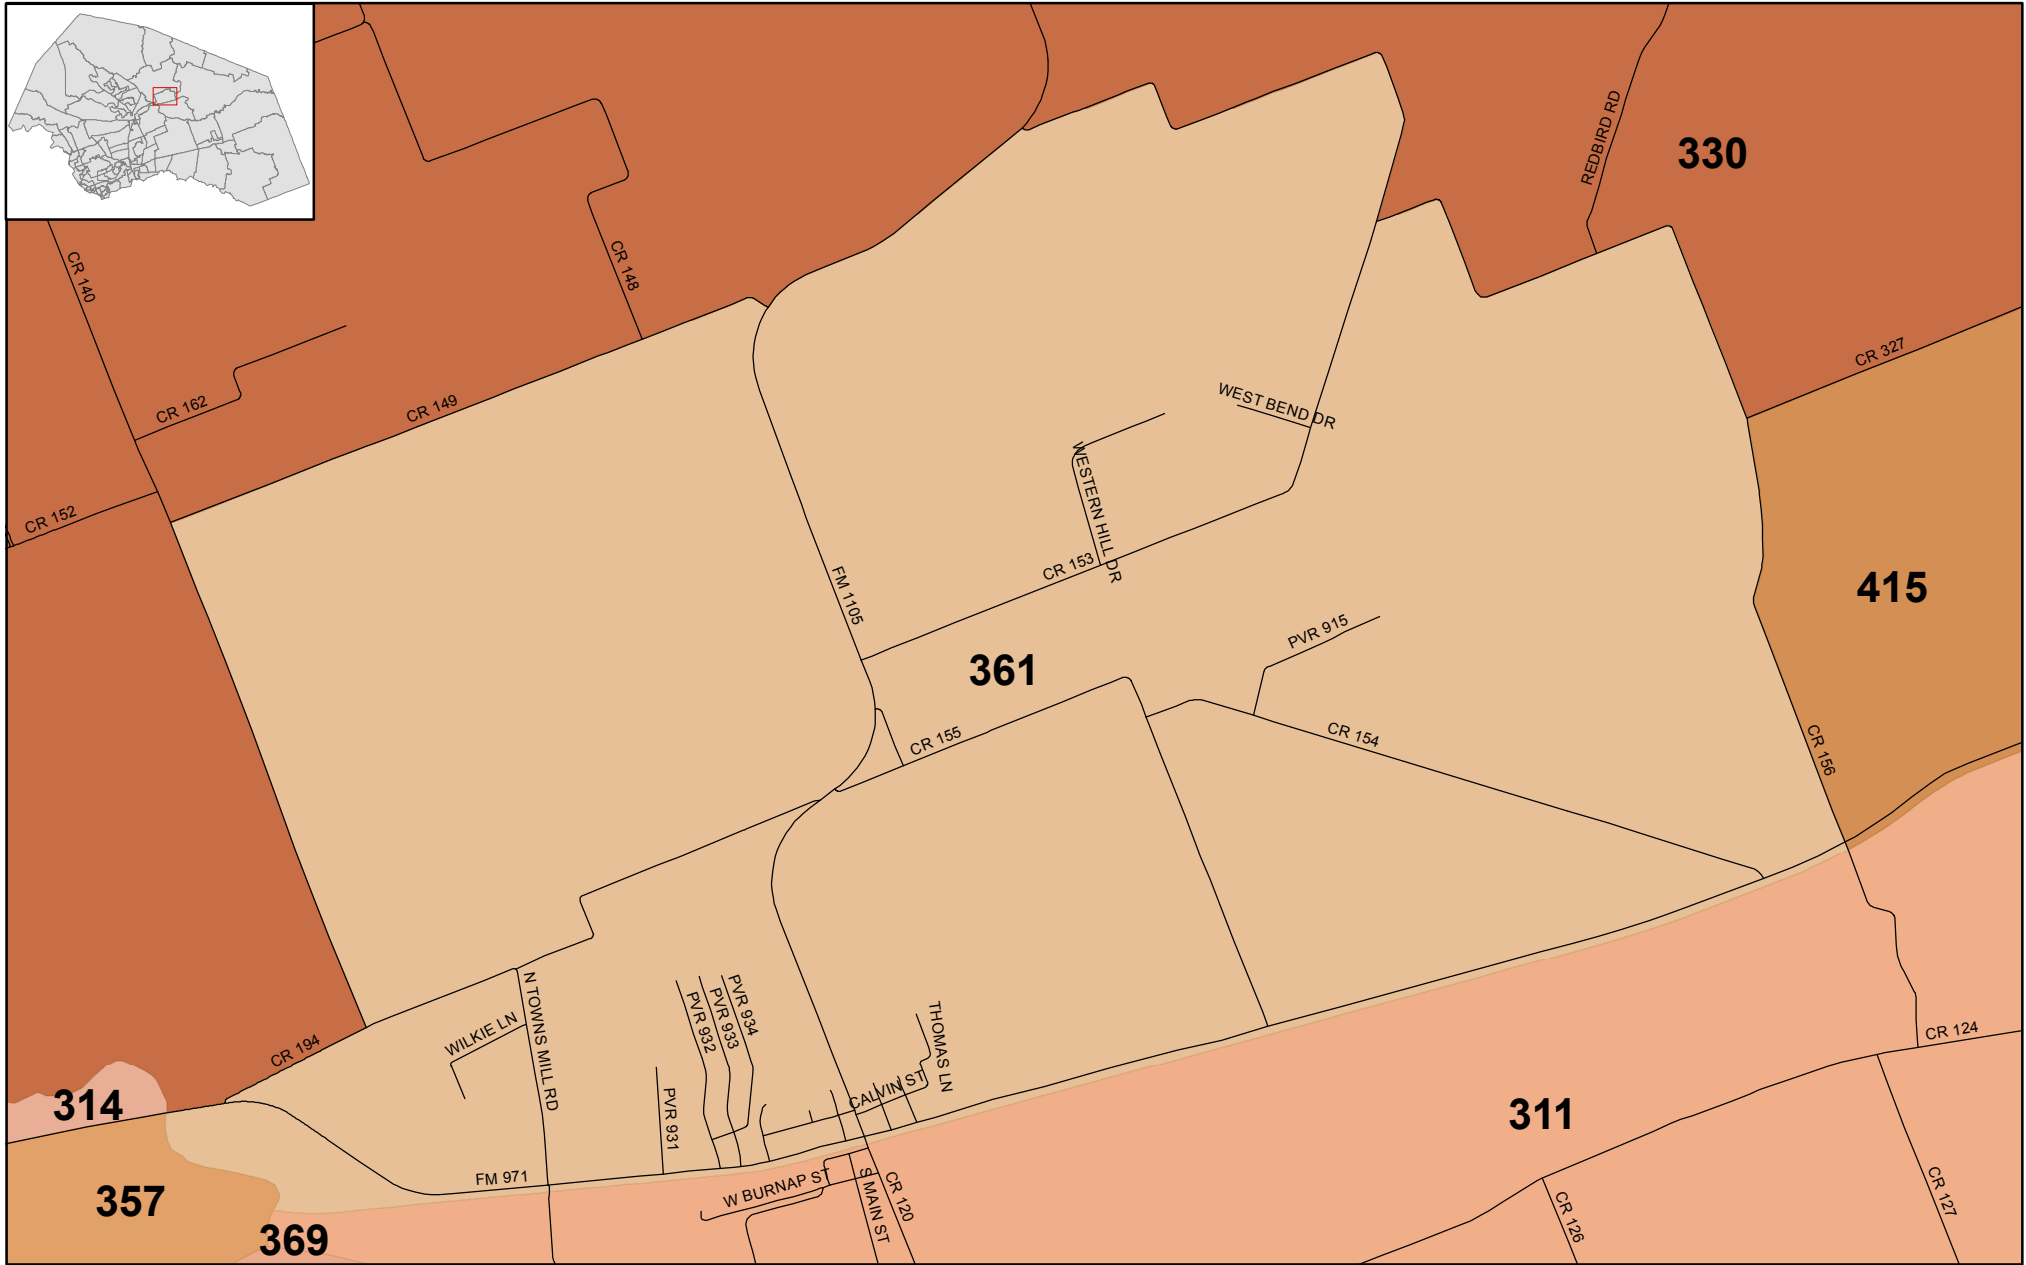 REDBIRD RD
330
CR 140
CR 148
CR 327
CR 162
CR 149
WEST BEND DR
WESTERN HILL DR
CR 152
CR 153
FM 1105
415
PVR 915
361
CR 155
CR 154
CR 156
N TOWNS MILL RD
WILKIE LN
PVR 932
PVR 933
PVR 934
THOMAS LN
CR 194
CALVIN ST
CR 124
314
PVR 931
311
FM 971
W BURNAP ST
S MAIN ST
CR 120
357
CR 126
CR 127
369